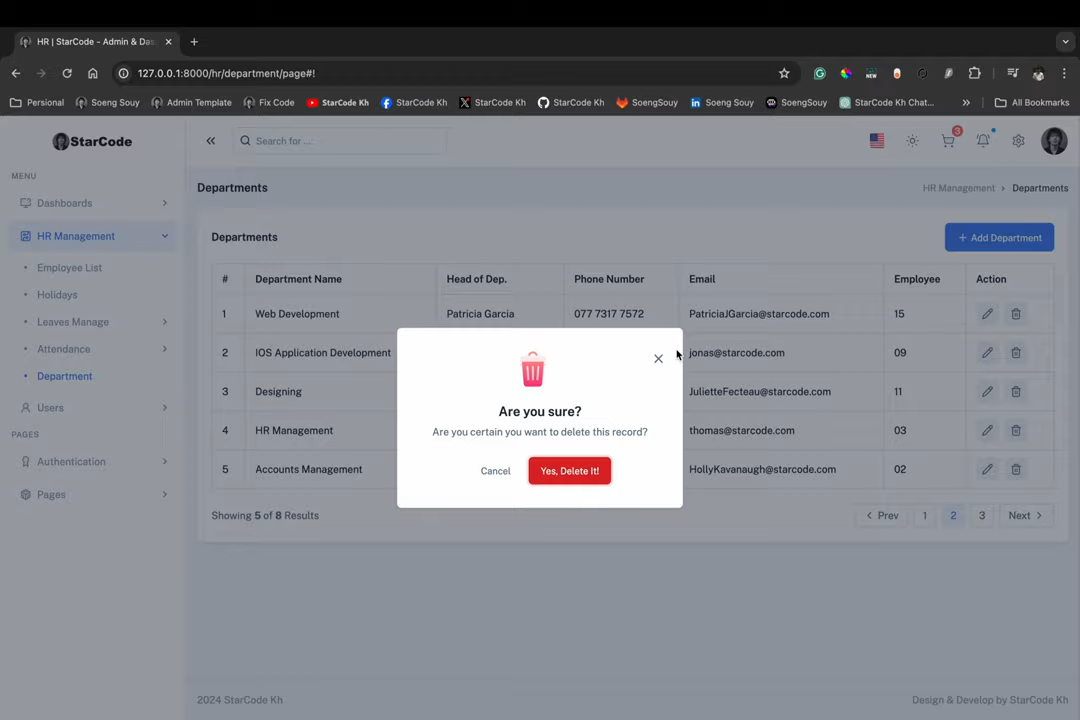 HR | StarCode - Admin & Das
127.0.0.1:8000/hr/department/page#!
NEW
Personal Soeng Souy Admin Template Fix Code StarCode Kh StarCode Kh StarCode Kh StarCode Kh SoengSouy Soeng Souy SoengSouy StarCode Kh Chat... » All Bookmarks
StarCode
Search for ...
3
MENU
Dashboards
HR Management
Employee List
Holidays
Leaves Manage
Attendance
Department
Users
PAGES
Authentication
Pages
Departments
HR Management Departments
Departments
+ Add Department
# Department Name Head of Dep. Phone Number Email Employee Action
1 Web Development Patricia Garcia 077 7317 7572 PatriciaJGarcia@starcode.com 15
2 IOS Application Development jonas@starcode.com 09
3 Designing JulietteFecteau@starcode.com 11
4 HR Management thomas@starcode.com 03
5 Accounts Management HollyKavanaugh@starcode.com 02
Are you sure?
Are you certain you want to delete this record?
Cancel Yes, Delete It!
Showing 5 of 8 Results
Prev 1 2 3 Next
2024 StarCode Kh
Design & Develop by StarCode Kh